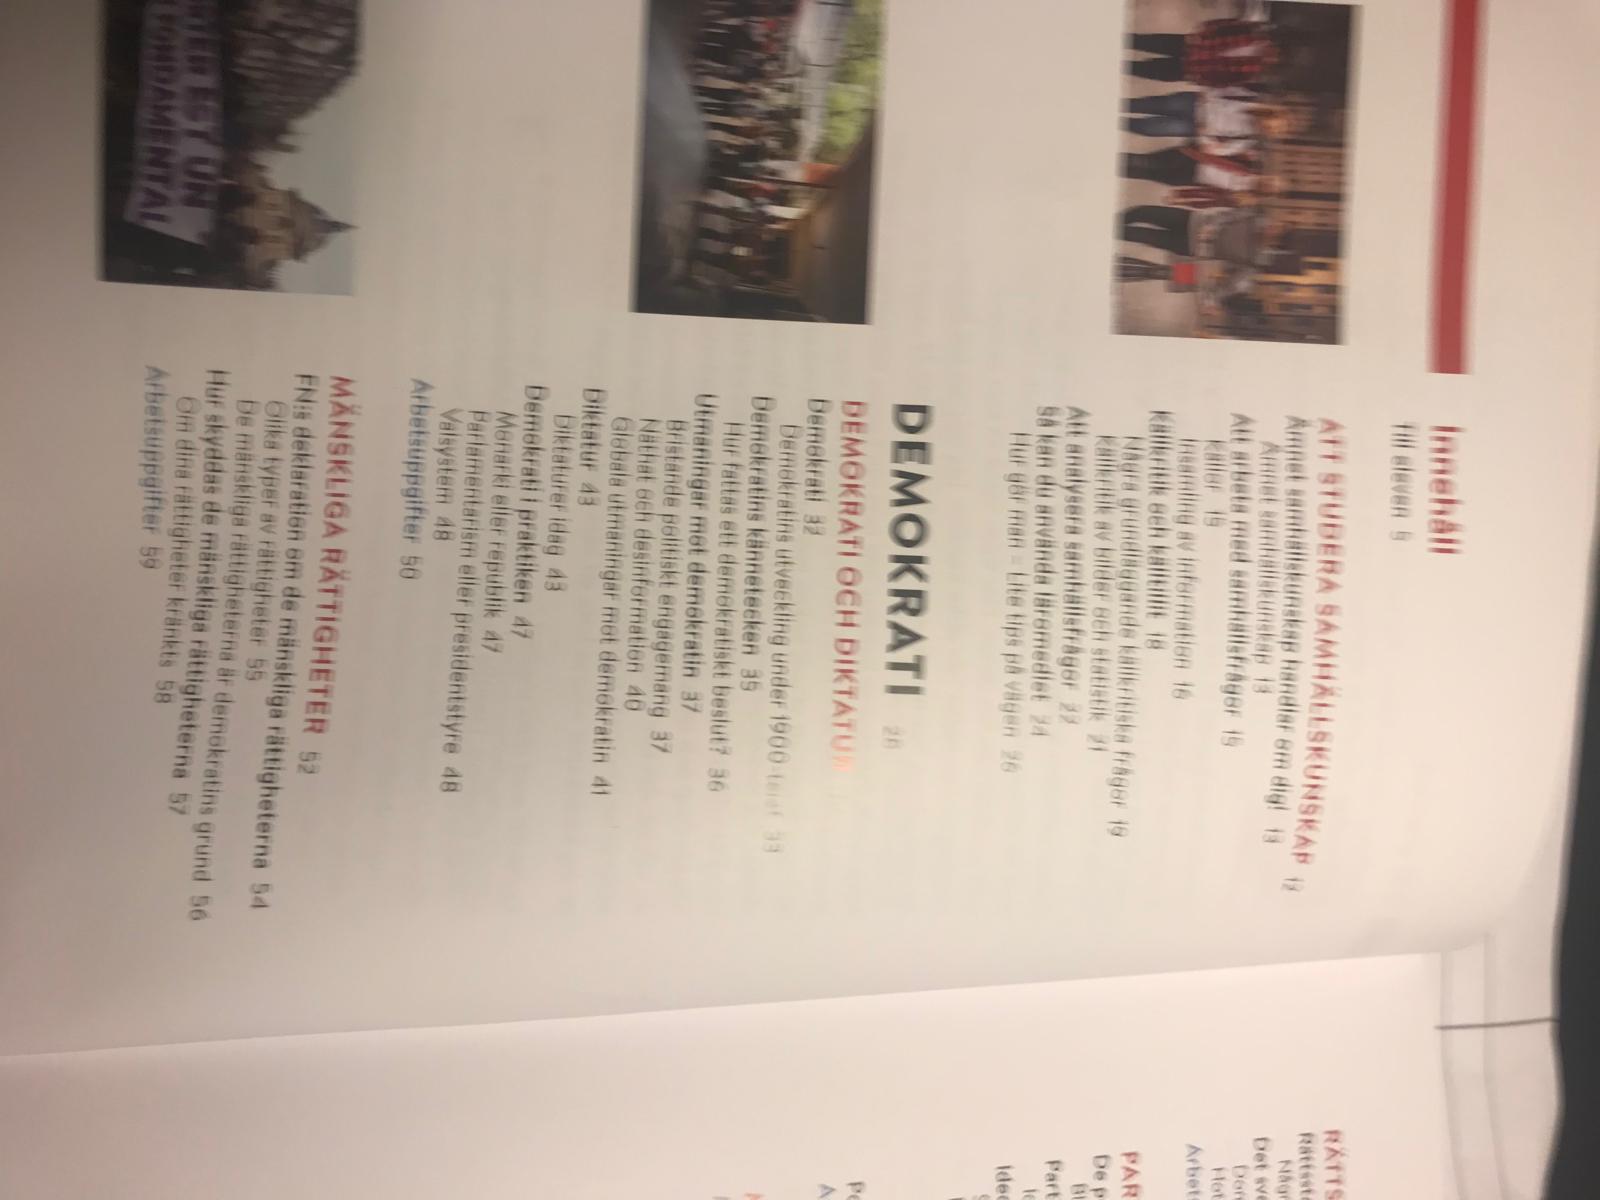 Innehåll
Till eleven 5
ATT STUDERA SAMHÄLLSKUNSKAP 12
Ämnet samhällskunskap handlar om dig! 13
Ämnet samhällskunskap 13
Att arbeta med samhällsfrågor 15
Källor 15
Insamling av information 16
Källkritik och källtillit 18
Några grundläggande källkritiska frågor 19
Källkritik av bilder och statistik 21
Att analysera samhällsfrågor 22
Så kan du använda läromedlet 24
Hur gör man – Lite tips på vägen 26
DEMOKRATI 28
DEMOKRATI OCH DIKTATUR
Demokrati 32
Demokratins utveckling under 1900-talet 33
Demokratins kännetecken 35
Hur fattas ett demokratiskt beslut? 36
Utmaningar mot demokratin 37
Bristande politiskt engagemang 37
Näthat och desinformation 40
Globala utmaningar mot demokratin 41
Diktatur 43
Diktaturer idag 43
Demokrati i praktiken 47
Monarki eller republik 47
Parlamentarism eller presidentstyre 48
Valsystem 48
Arbetsuppgifter 50
MÄNSKLIGA RÄTTIGHETER 52
FN:s deklaration om de mänskliga rättigheterna 54
Olika typer av rättigheter 55
De mänskliga rättigheterna är demokratins grund 56
Hur skyddas de mänskliga rättigheterna 57
Om dina rättigheter kränkts 58
Arbetsuppgifter 59
EST UN
FONDAMENTAL
RÄTTS
Rättsst
Någr
Det sve
Dom
Hot
Arbets
PAR
De p
Bl
Part
Ideo
Po
A